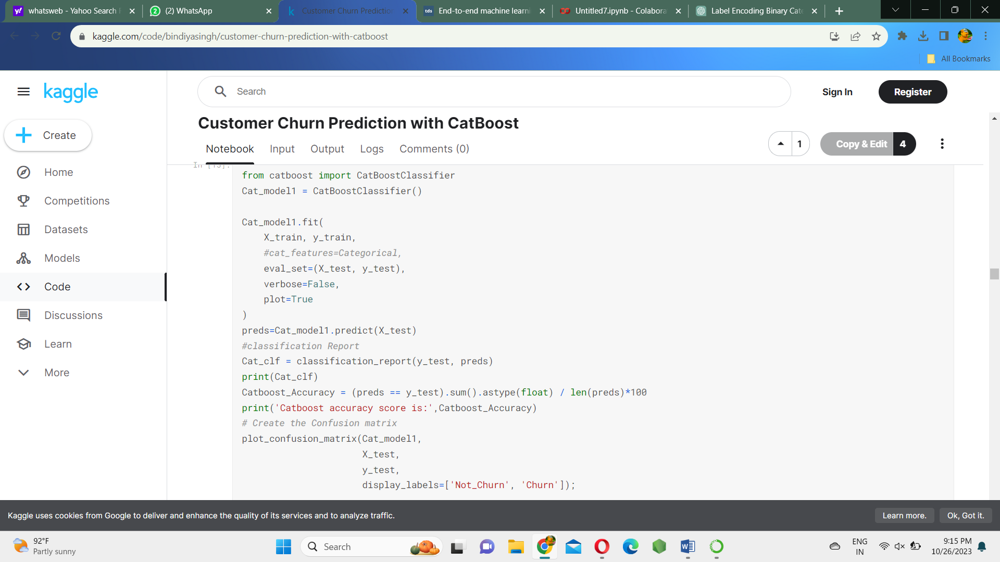 whatsweb - Yahoo Search
(2) WhatsApp
Customer Churn Prediction
End-to-end machine learni
Untitled7.ipynb - Colabora
Label Encoding Binary Cate
kaggle.com/code/bindiyasingh/customer-churn-prediction-with-catboost
All Bookmarks
kaggle
Search
Sign In
Register
Create
Home
Competitions
Datasets
Models
Code
Discussions
Learn
More
Customer Churn Prediction with CatBoost
Notebook
Input
Output
Logs
Comments (0)
1
Copy & Edit
4
from catboost import CatBoostClassifier
Cat_model1 = CatBoostClassifier()
Cat_model1.fit(
X_train, y_train,
#cat_features=Categorical,
eval_set=(X_test, y_test),
verbose=False,
plot=True
)
preds=Cat_model1.predict(X_test)
#classification Report
Cat_clf = classification_report(y_test, preds)
print(Cat_clf)
Catboost_Accuracy = (preds == y_test).sum().astype(float) / len(preds)*100
print('Catboost accuracy score is:',Catboost_Accuracy)
# Create the Confusion matrix
plot_confusion_matrix(Cat_model1,
X_test,
y_test,
display_labels=['Not_Churn', 'Churn']);
Kaggle uses cookies from Google to deliver and enhance the quality of its services and to analyze traffic.
Learn more.
Ok, Got it.
92°F
Partly sunny
Search
ENG
IN
9:15 PM
10/26/2023